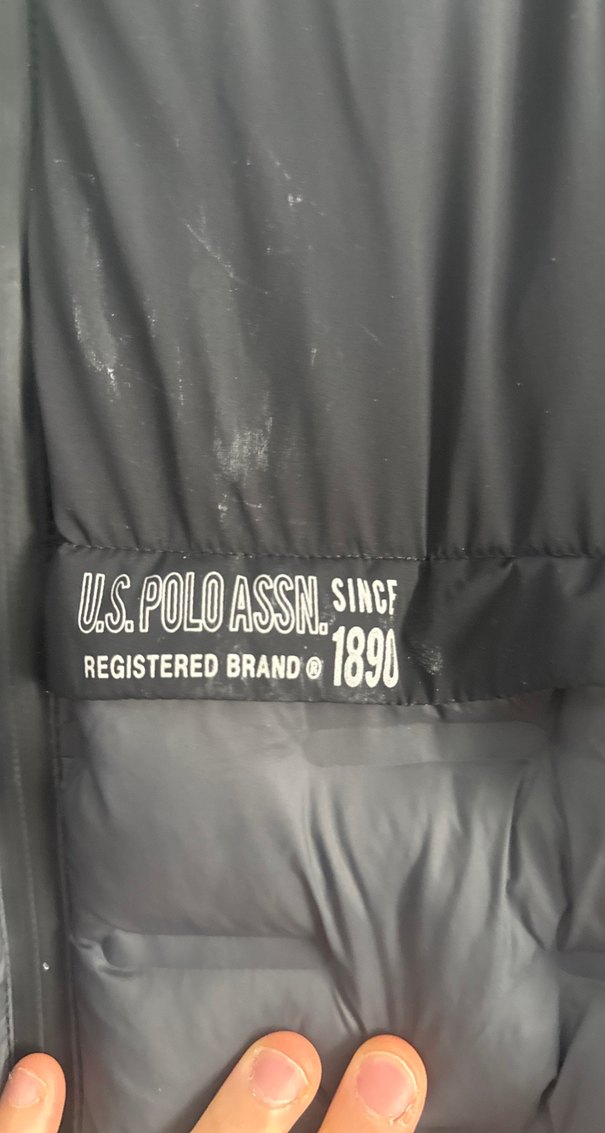 U.S. POLO ASSN. SINCE
REGISTERED BRAND ® 1890